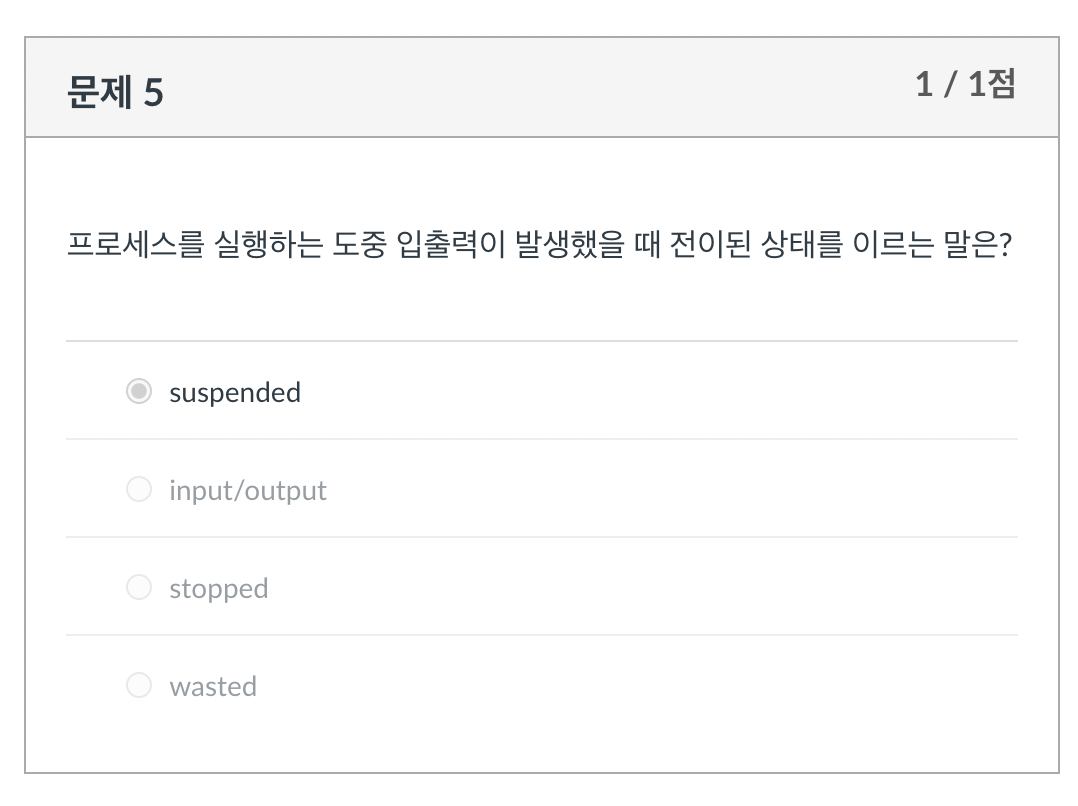 문제 5
1 / 1점
프로세스를 실행하는 도중 입출력이 발생했을 때 전이된 상태를 이르는 말은?
suspended
input/output
stopped
wasted